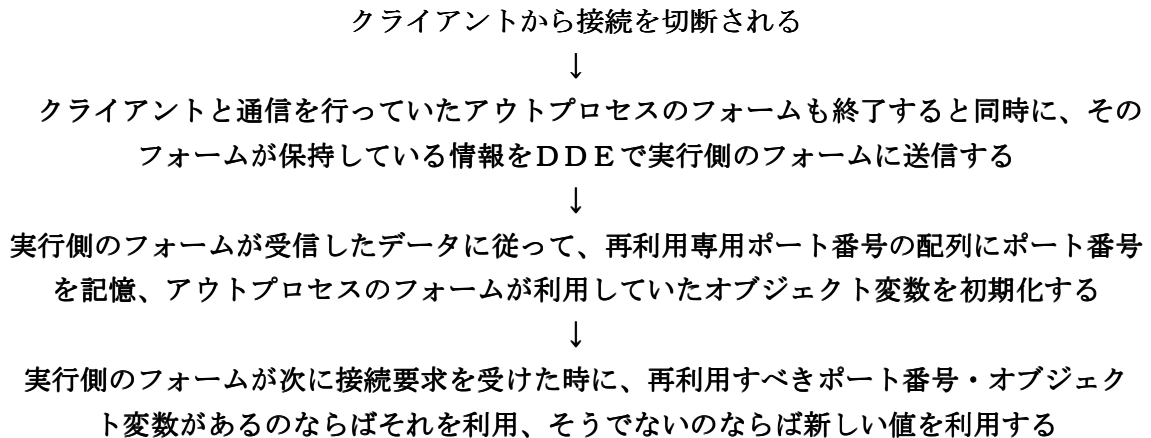 クライアントから接続を切断される
↓
クライアントと通信を行っていたアウトプロセスのフォームも終了すると同時に、その
フォームが保持している情報をＤＤＥで実行側のフォームに送信する
↓
実行側のフォームが受信したデータに従って、再利用専用ポート番号の配列にポート番号
を記憶、アウトプロセスのフォームが利用していたオブジェクト変数を初期化する
↓
実行側のフォームが次に接続要求を受けた時に、再利用すべきポート番号・オブジェク
ト変数があるのならばそれを利用、そうでないのならば新しい値を利用する